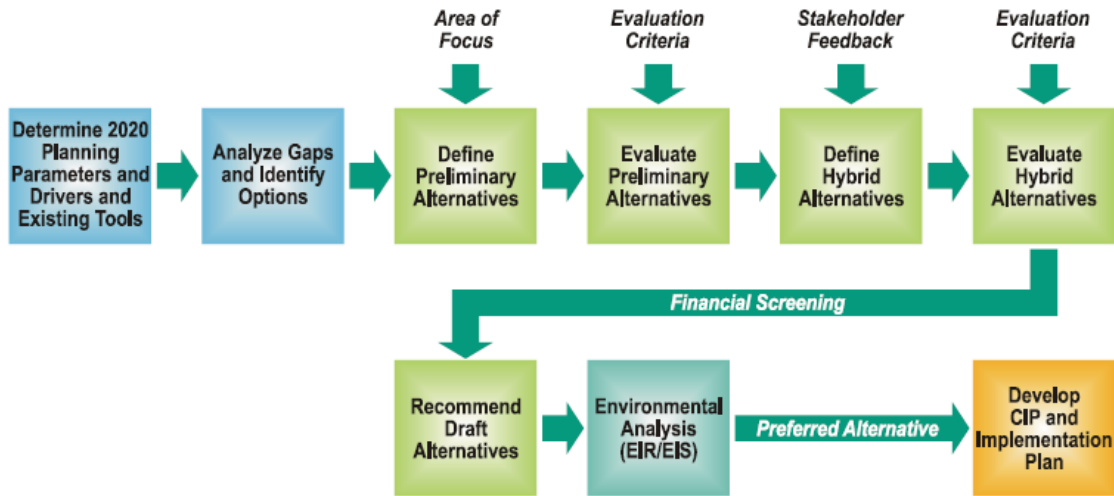 Area of
Focus
Evaluation
Criteria
Stakeholder
Feedback
Evaluation
Criteria
Determine 2020
Planning
Parameters and
Drivers and
Existing Tools
Analyze Gaps
and Identify
Options
Define
Preliminary
Alternatives
Evaluate
Preliminary
Alternatives
Define
Hybrid
Alternatives
Evaluate
Hybrid
Alternatives
Financial Screening
Recommend
Draft
Alternatives
Environmental
Analysis
(EIR/EIS)
Preferred Alternative
Develop
CIP and
Implementation
Plan